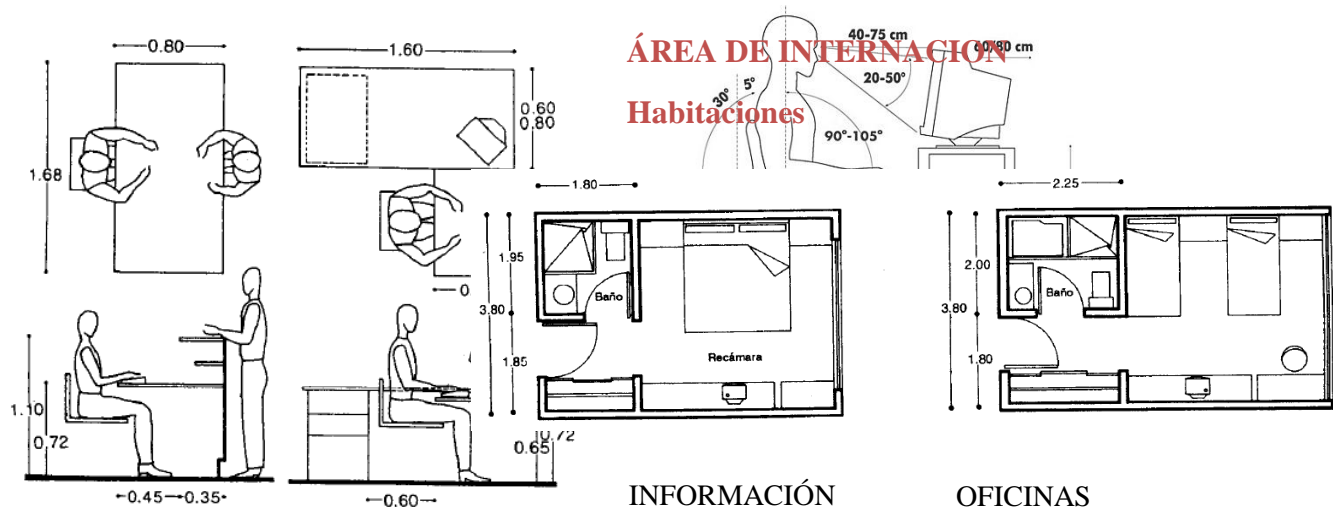 0.80
1.68
1.10
0.72
0.45
0.35
1.60
0.60
0.80
0.72
0.65
0.60
ÁREA DE INTERNACION
Habitaciones
40-75 cm
60/80 cm
20-50°
5°
30°
90°-105°
1.80
1.95
3.80
1.85
Baño
Recámara
2.25
2.00
3.80
1.80
Baño
INFORMACIÓN
OFICINAS